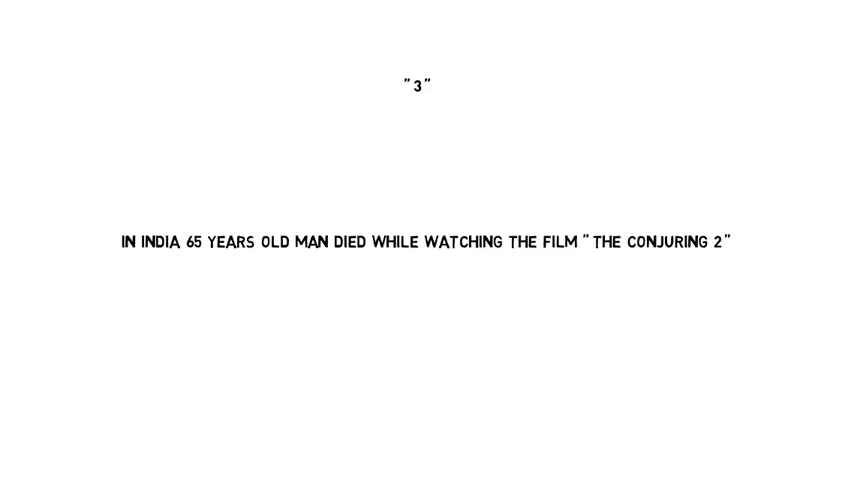 "3"
IN INDIA 65 YEARS OLD MAN DIED WHILE WATCHING THE FILM "THE CONJURING 2"